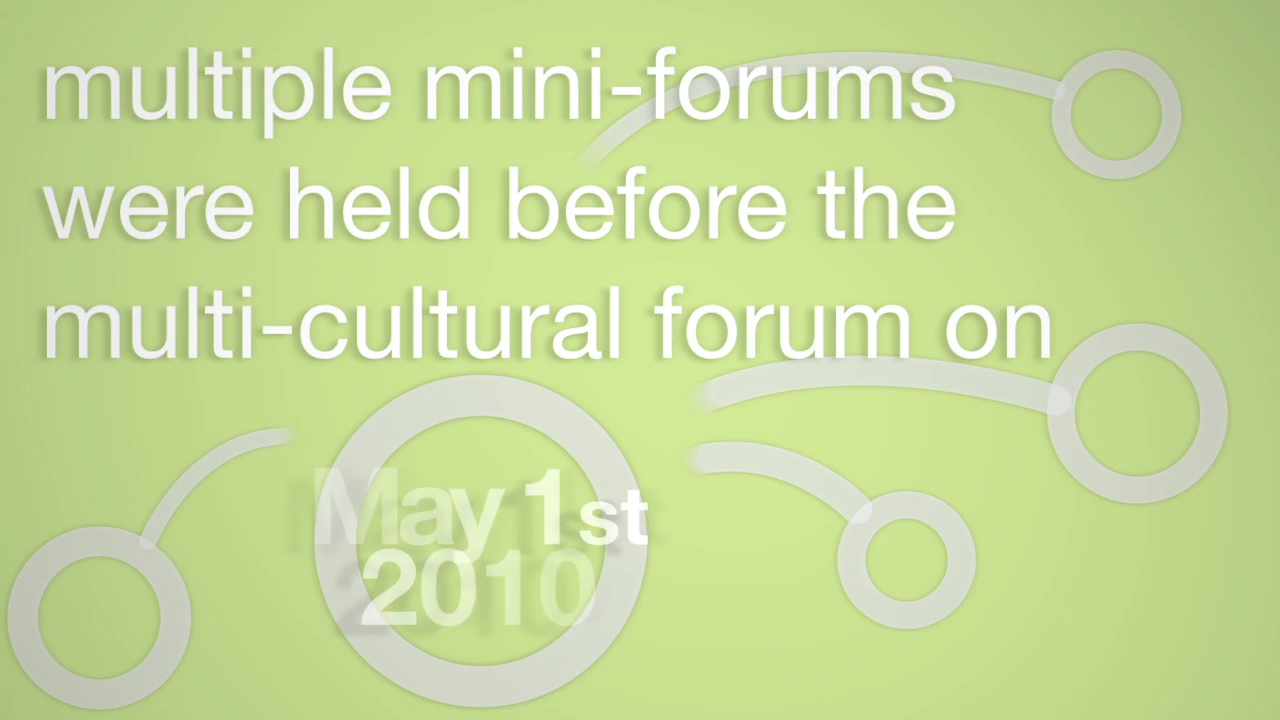 multiple mini-forums
were held before the
multi-cultural forum on
May 1st
2010